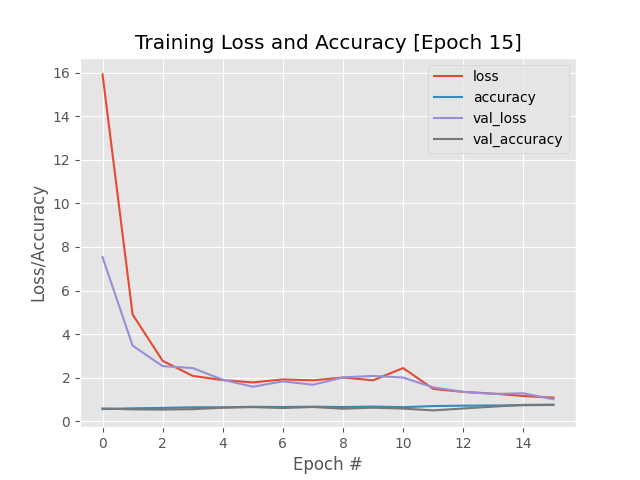 Training Loss and Accuracy [Epoch 15]
loss
accuracy
val_loss
val_accuracy
Loss/Accuracy
16
14
12
10
8
6
4
2
0
0 2 4 6 8 10 12 14
Epoch #